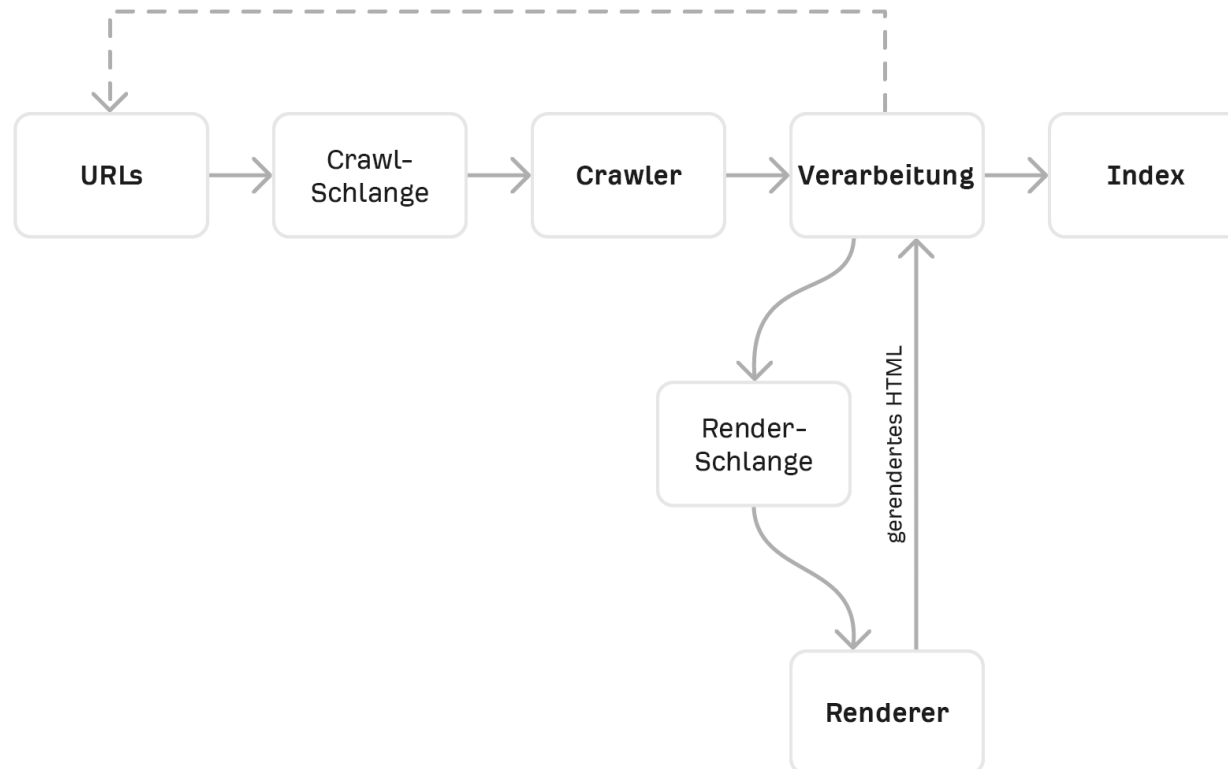 URLs
Crawl-
Schlange
Crawler
Verarbeitung
Index
Render-
Schlange
gerendertes HTML
Renderer